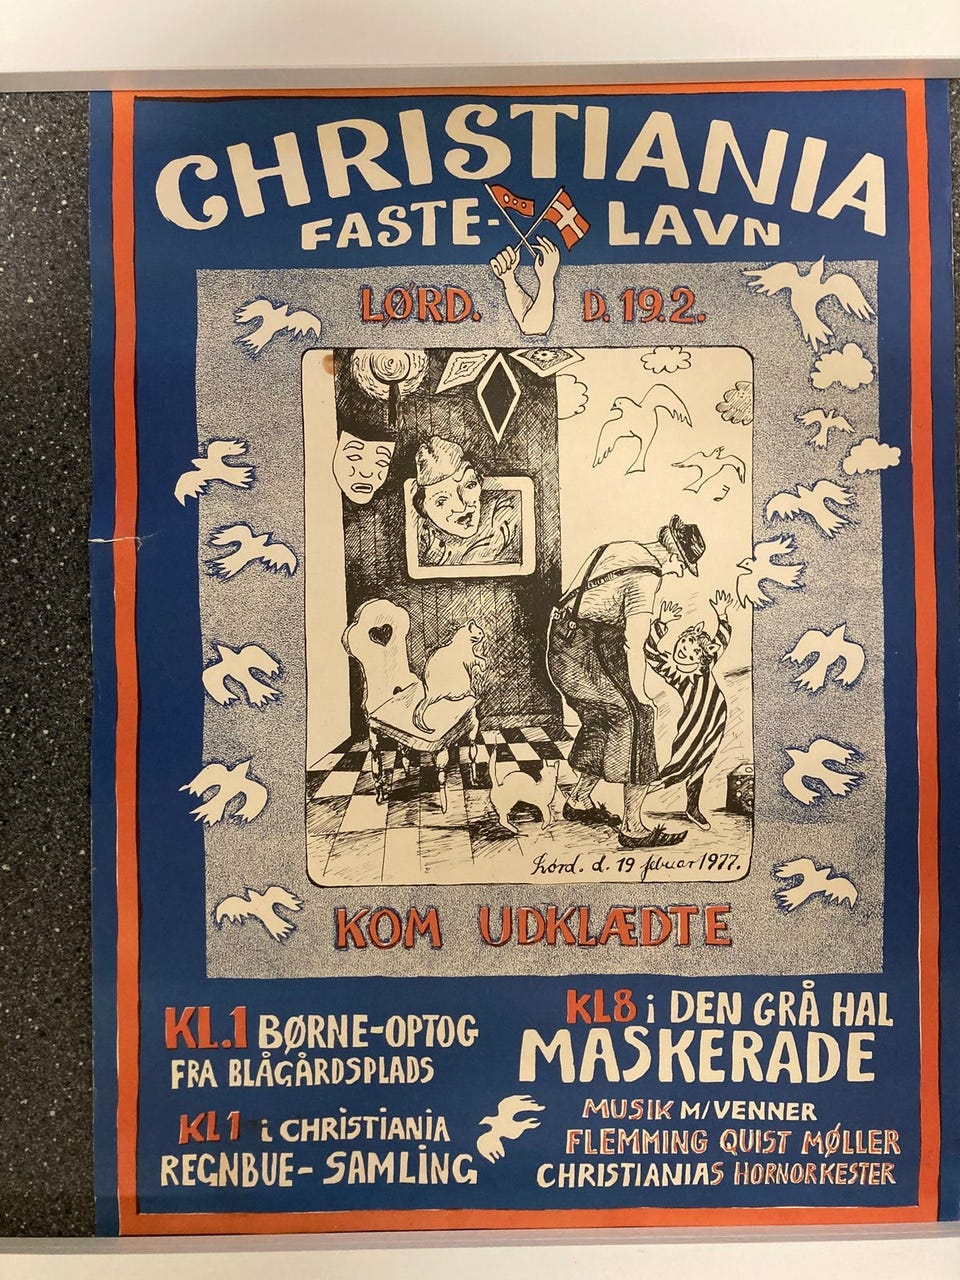 CHRISTIANIA
FASTE-LAVN
LØRD. D. 19.2.
Lørd. d. 19 februar 1977.
KOM UDKLÆDTE
KL.1 BØRNE-OPTOG
FRA BLÅGÅRDSPLADS
KL 1 i CHRISTIANIA
REGNBUE-SAMLING
KL8 i DEN GRÅ HAL
MASKERADE
MUSIK M/VENNER
FLEMMING QUIST MØLLER
CHRISTIANIAS HORNORKESTER